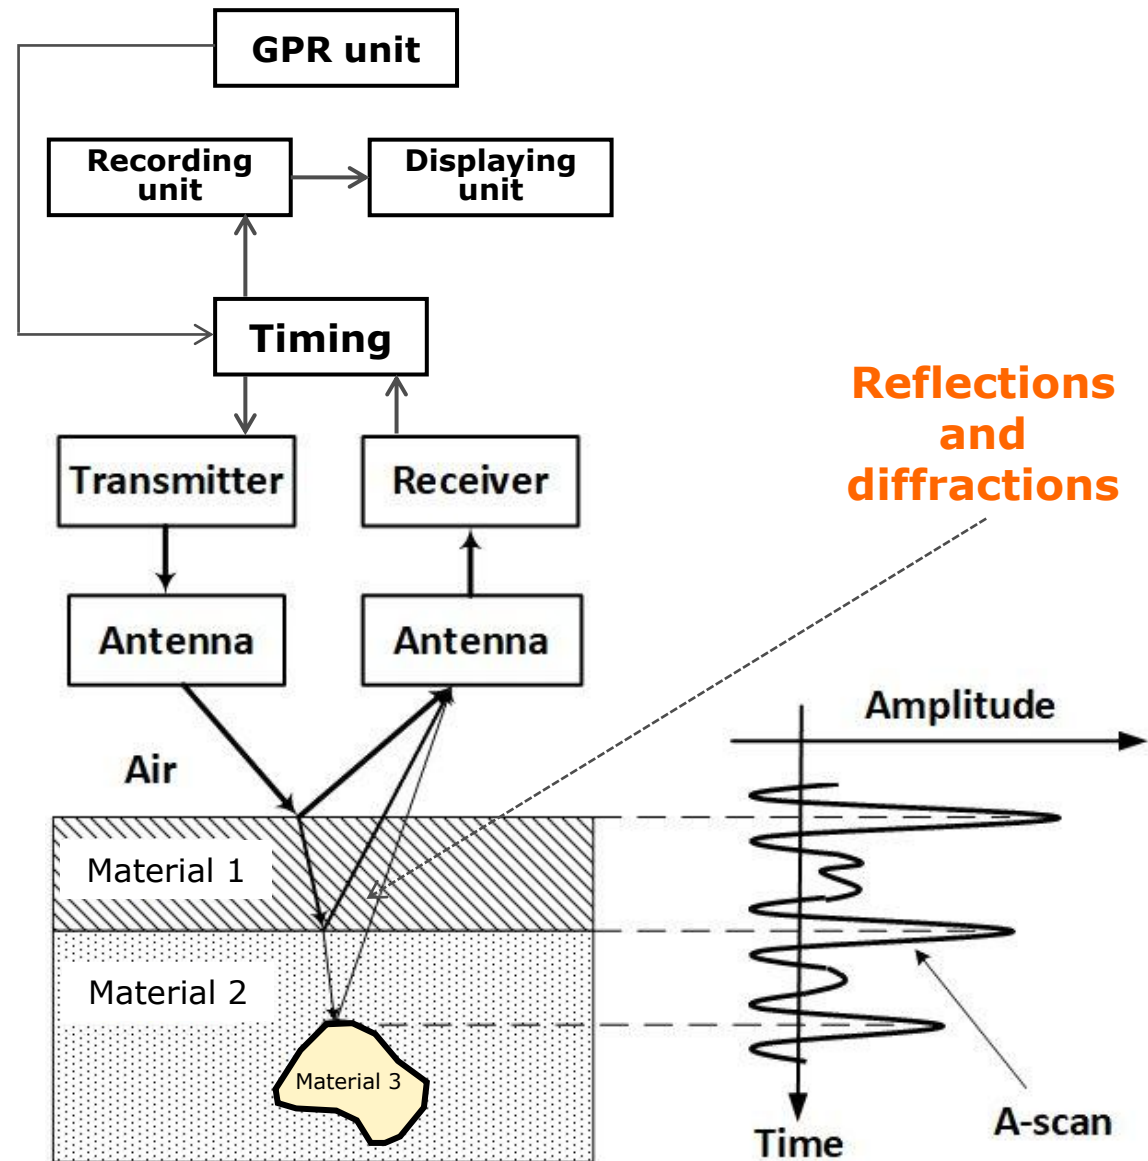 GPR unit
Recording
unit
Displaying
unit
Timing
Reflections
and
diffractions
Transmitter
Receiver
Antenna
Antenna
Amplitude
Air
Material 1
Material 2
Material 3
A-scan
Time